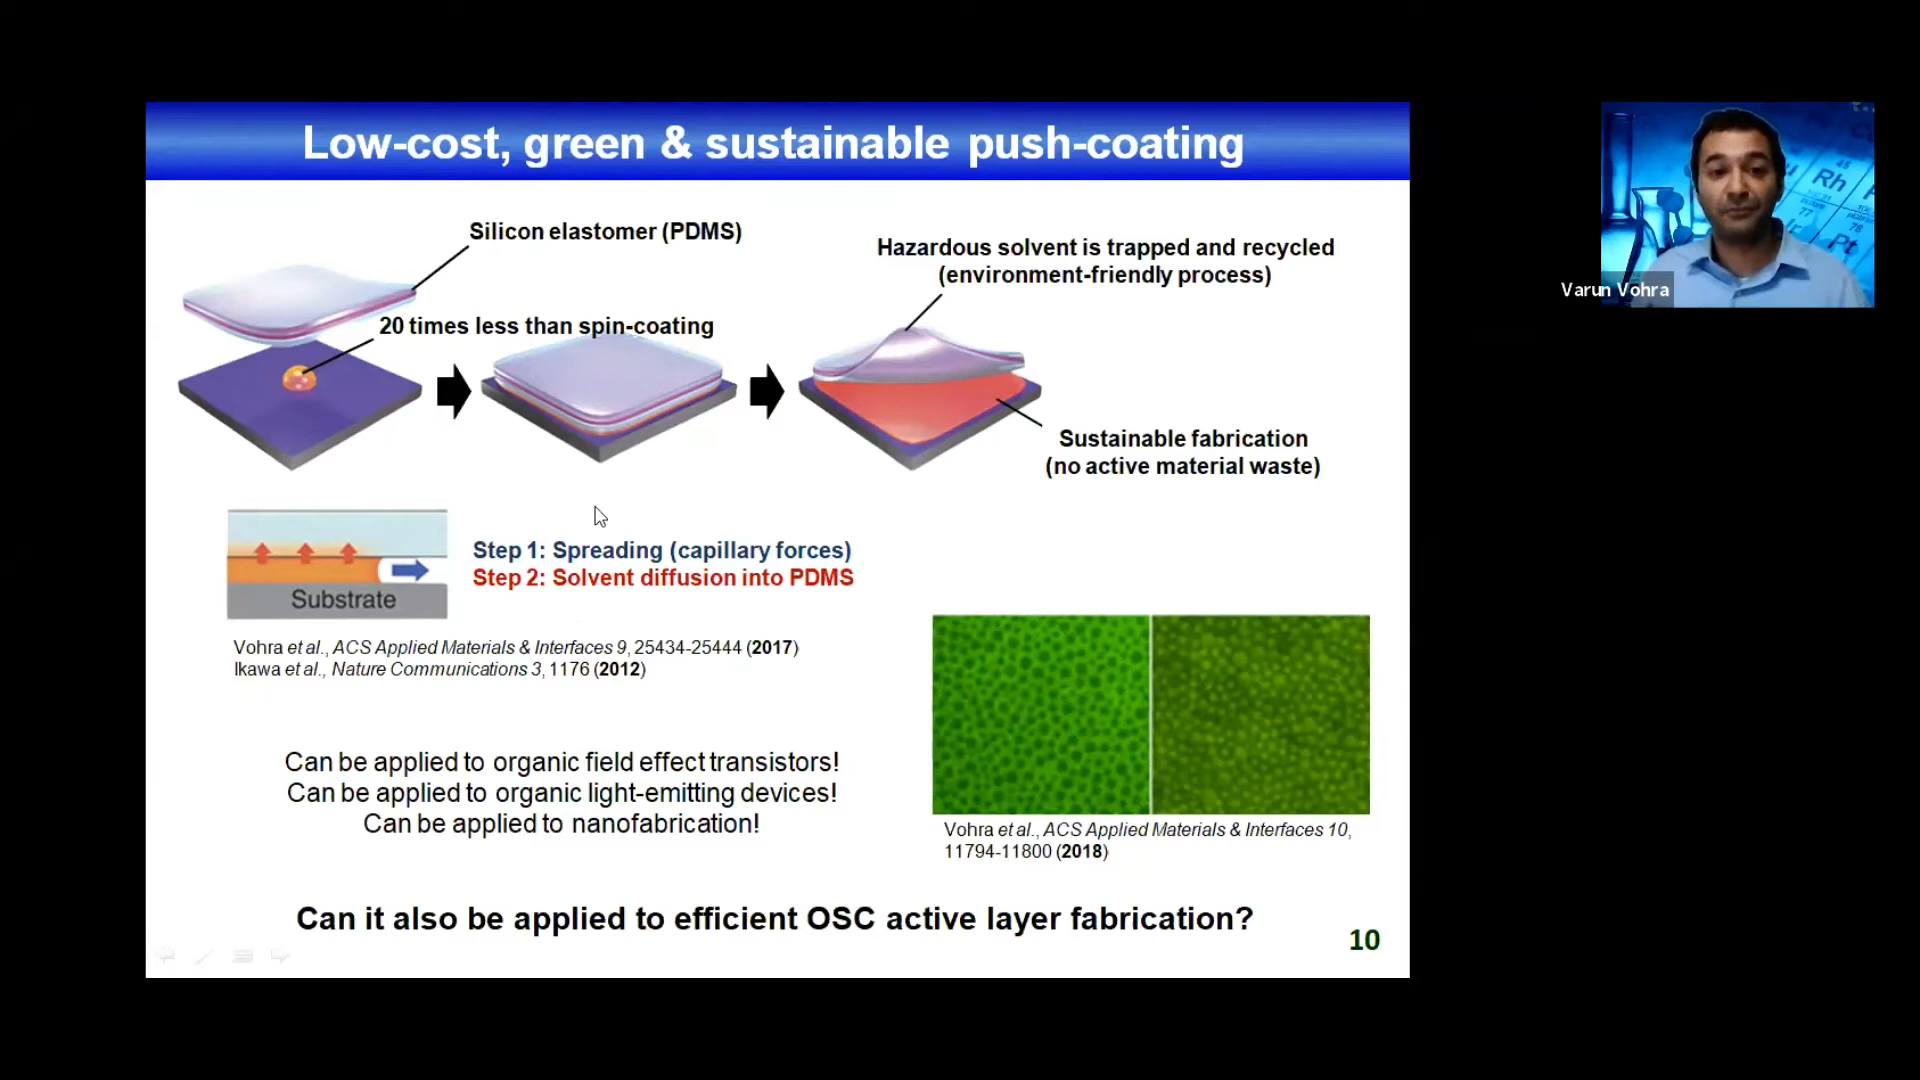 Low-cost, green & sustainable push-coating
Silicon elastomer (PDMS)
20 times less than spin-coating
Hazardous solvent is trapped and recycled
(environment-friendly process)
Sustainable fabrication
(no active material waste)
Substrate
Step 1: Spreading (capillary forces)
Step 2: Solvent diffusion into PDMS
Vohra et al., ACS Applied Materials & Interfaces 9, 25434-25444 (2017)
Ikawa et al., Nature Communications 3, 1176 (2012)
Can be applied to organic field effect transistors!
Can be applied to organic light-emitting devices!
Can be applied to nanofabrication!
Vohra et al., ACS Applied Materials & Interfaces 10,
11794-11800 (2018)
Can it also be applied to efficient OSC active layer fabrication?
10
45
Rh
77
78
Pt
Varun Vohra